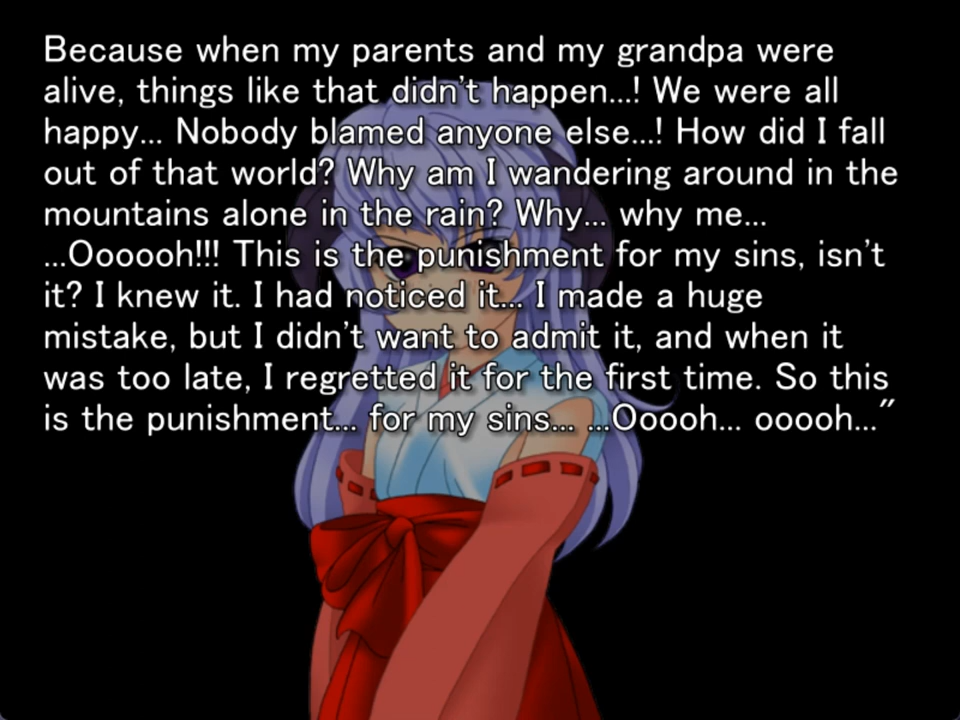 Because when my parents and my grandpa were
alive, things like that didn't happen...! We were all
happy... Nobody blamed anyone else...! How did I fall
out of that world? Why am I wandering around in the
mountains alone in the rain? Why... why me...
...Oooooh!!! This is the punishment for my sins, isn't
it? I knew it. I had noticed it... I made a huge
mistake, but I didn't want to admit it, and when it
was too late, I regretted it for the first time. So this
is the punishment... for my sins... ...Ooooh... ooooh..."